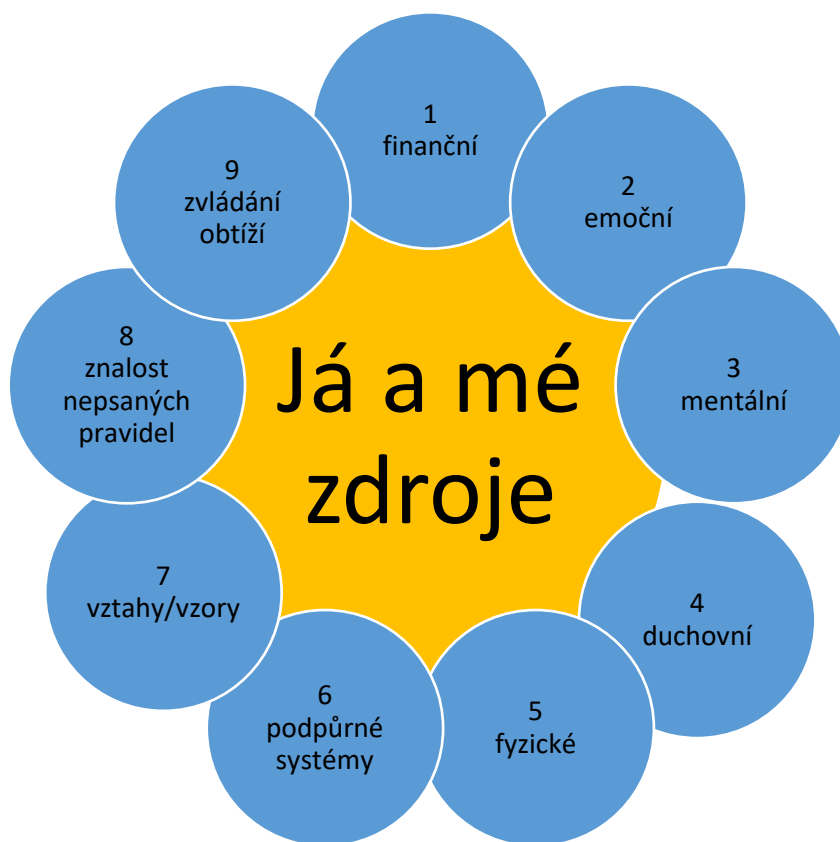 Já a mé
zdroje
1
finanční
2
emoční
3
mentální
4
duchovní
5
fyzické
6
podpůrné
systémy
7
vztahy/vzory
8
znalost
nepsaných
pravidel
9
zvládání
obtíží